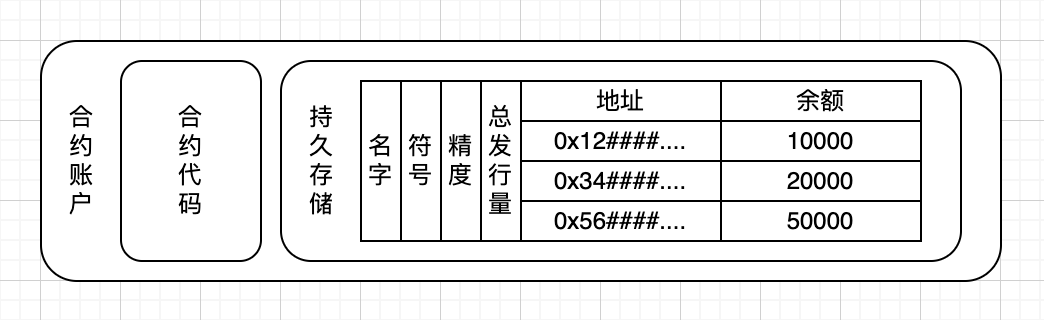 合约账户
合约代码
持久存储
名字
符号
精度
总发行量
地址
余额
0x12####....
10000
0x34####....
20000
0x56####....
50000